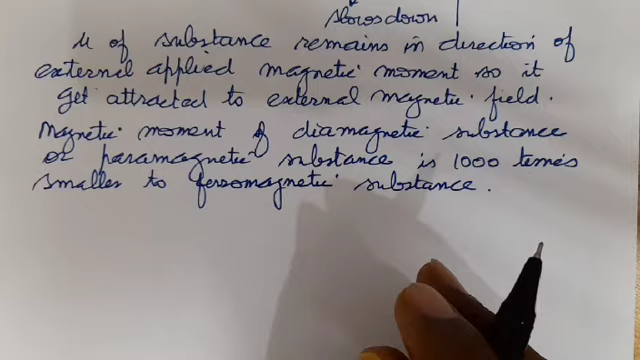 slows down
μ of substance remains in direction of
external applied magnetic moment so it
get attracted to external magnetic field.
Magnetic moment of diamagnetic substance
or paramagnetic substance is 1000 times
smaller to ferromagnetic substance.